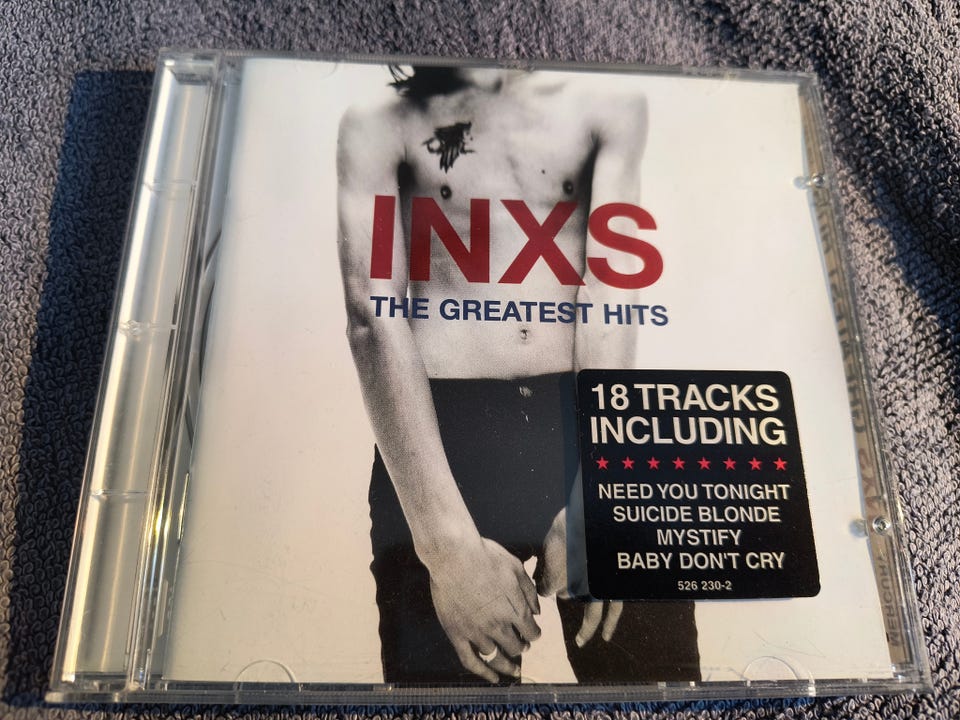 INXS
THE GREATEST HITS
18 TRACKS
INCLUDING
NEED YOU TONIGHT
SUICIDE BLONDE
MYSTIFY
BABY DON'T CRY
526 230-2